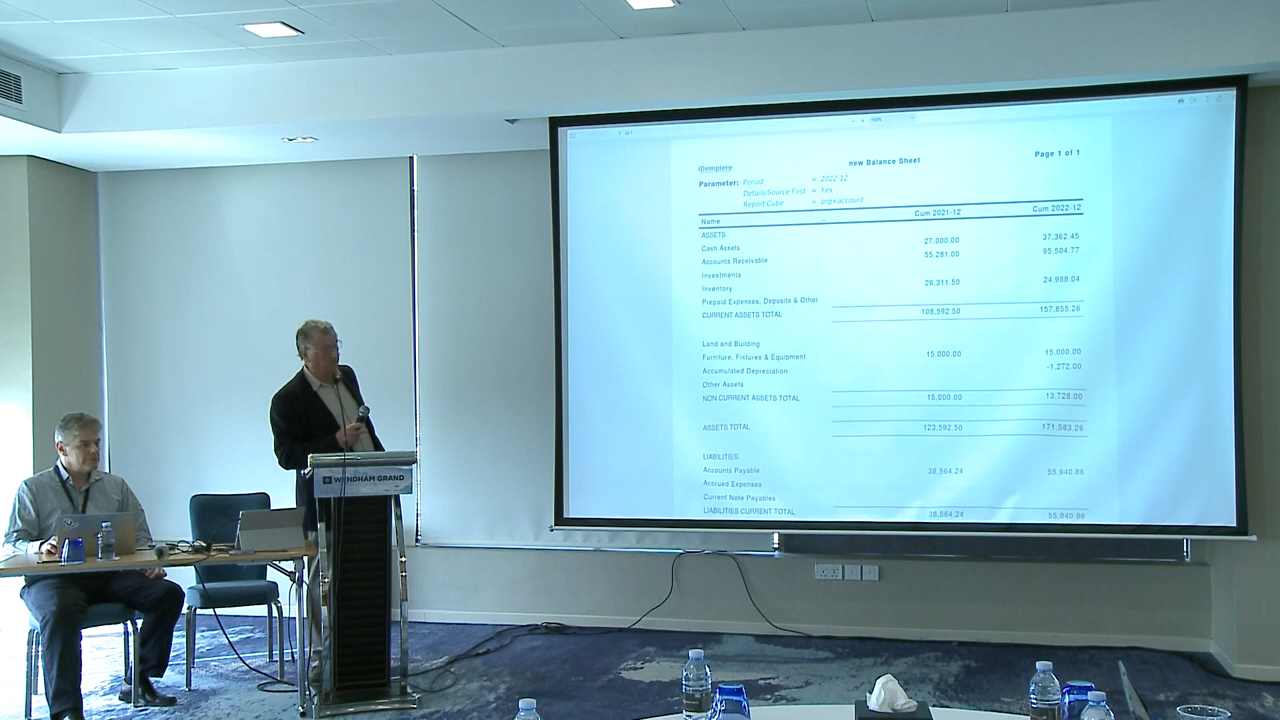 iDempiere
new Balance Sheet
Page 1 of 1
Parameter: Period = 2022-12
Details/Source First = Yes
Report Cube = org+account
Name Cum 2021-12 Cum 2022-12
ASSETS
Cash Assets 27,000.00 37,362.45
Accounts Receivable 55,281.00 95,504.77
Investments
Inventory 26,311.50 24,988.04
Prepaid Expenses, Deposits & Other
CURRENT ASSETS TOTAL 108,592.50 157,855.26
Land and Building
Furniture, Fixtures & Equipment 15,000.00 15,000.00
Accumulated Depreciation -1,272.00
Other Assets
NON CURRENT ASSETS TOTAL 15,000.00 13,728.00
ASSETS TOTAL 123,592.50 171,583.26
LIABILITIES
Accounts Payable 38,564.24 55,940.86
Accrued Expenses
Current Note Payables
LIABILITIES CURRENT TOTAL 38,564.24 55,940.86
WYNDHAM GRAND